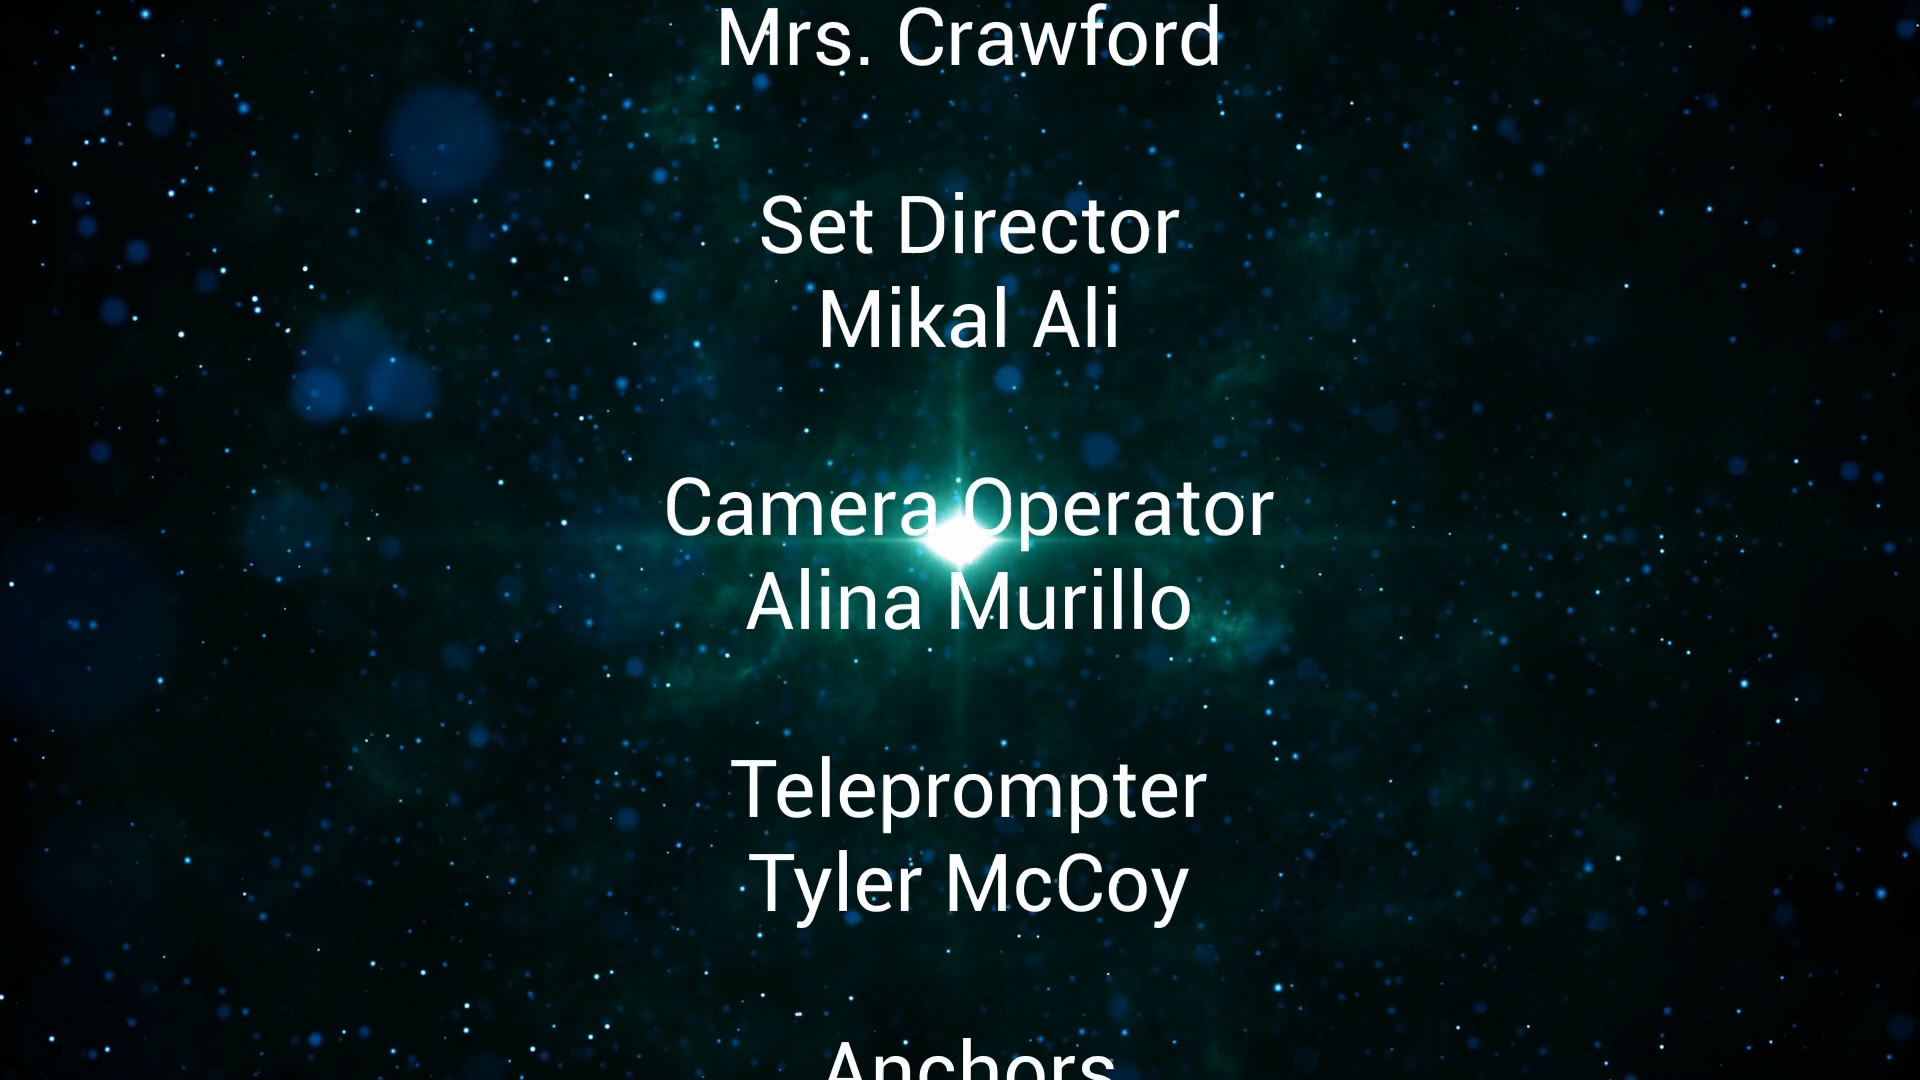 Mrs. Crawford
Set Director
Mikal Ali
Camera Operator
Alina Murillo
Teleprompter
Tyler McCoy
Anchors